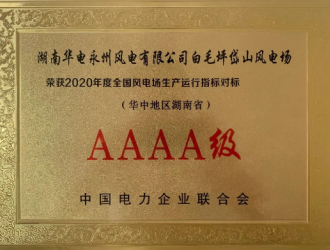 湖南华电永州风电有限公司白毛坪岱山风电场
荣获2020年度全国风电场生产运行指标对标
（华中地区湖南省）
AAAA级
中国电力企业联合会